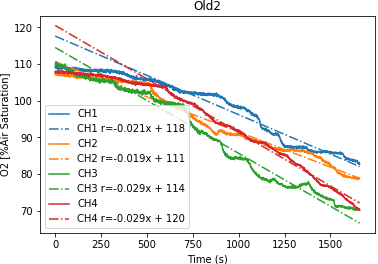 Old2
O2 [%Air Saturation]
120
110
100
90
80
70
CH1
CH1 r=-0.021x + 118
CH2
CH2 r=-0.019x + 111
CH3
CH3 r=-0.029x + 114
CH4
CH4 r=-0.029x + 120
0 250 500 750 1000 1250 1500
Time (s)